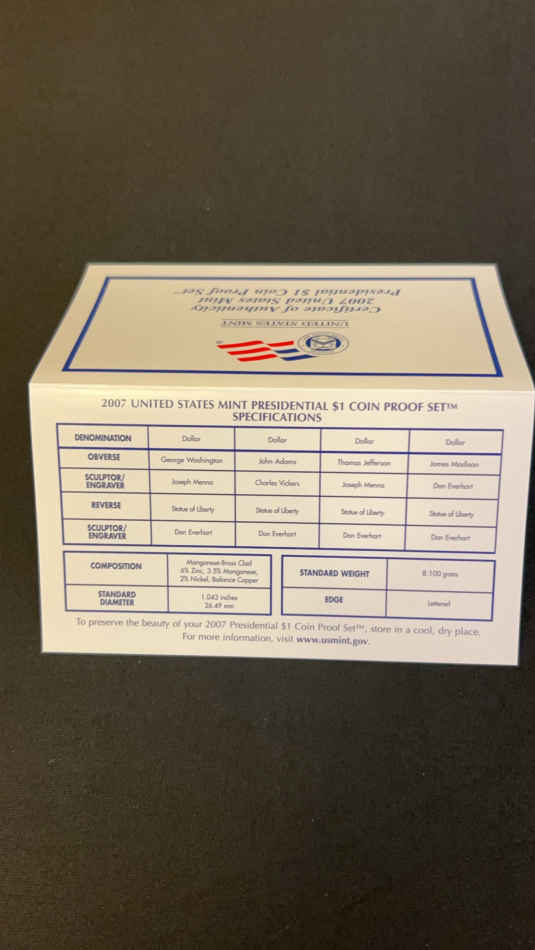 Certificate of Authenticity
2007 United States Mint
Presidential $1 Coin Proof Set™
UNITED STATES MINT
®
2007 UNITED STATES MINT PRESIDENTIAL $1 COIN PROOF SET™
SPECIFICATIONS
DENOMINATION Dollar Dollar Dollar Dollar
OBVERSE George Washington John Adams Thomas Jefferson James Madison
SCULPTOR/
ENGRAVER Joseph Menna Charles Vickers Joseph Menna Don Everhart
REVERSE Statue of Liberty Statue of Liberty Statue of Liberty Statue of Liberty
SCULPTOR/
ENGRAVER Don Everhart Don Everhart Don Everhart Don Everhart
COMPOSITION Manganese-Brass Clad
6% Zinc, 3.5% Manganese,
2% Nickel, Balance Copper
STANDARD
DIAMETER 1.043 inches
26.49 mm
STANDARD WEIGHT 8.100 grams
EDGE Lettered
To preserve the beauty of your 2007 Presidential $1 Coin Proof Set™, store in a cool, dry place.
For more information, visit www.usmint.gov.